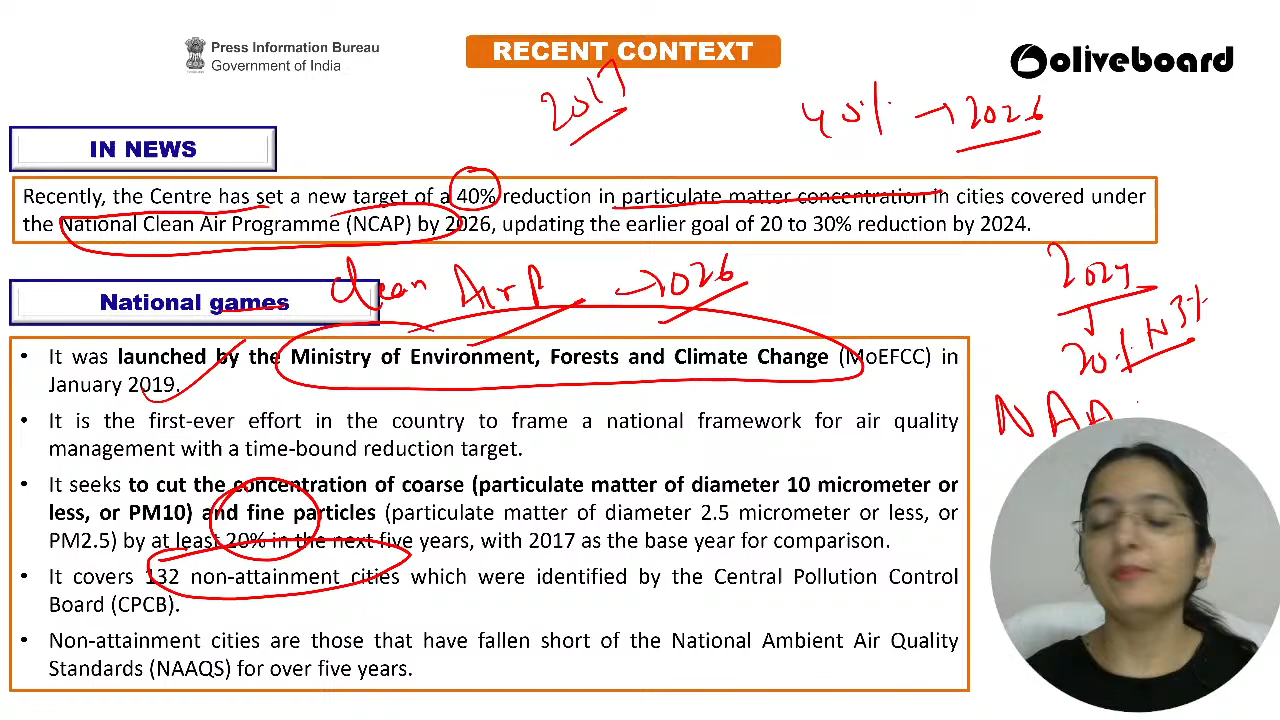 Press Information Bureau
Government of India
RECENT CONTEXT
oliveboard
2017
40% → 2026
IN NEWS
Recently, the Centre has set a new target of a 40% reduction in particulate matter concentration in cities covered under
the National Clean Air Programme (NCAP) by 2026, updating the earlier goal of 20 to 30% reduction by 2024.
National games
Clean Air P → 2026
2024
20% N 3%
NAA
• It was launched by the Ministry of Environment, Forests and Climate Change (MoEFCC) in
January 2019.
• It is the first-ever effort in the country to frame a national framework for air quality
management with a time-bound reduction target.
• It seeks to cut the concentration of coarse (particulate matter of diameter 10 micrometer or
less, or PM10) and fine particles (particulate matter of diameter 2.5 micrometer or less, or
PM2.5) by at least 20% in the next five years, with 2017 as the base year for comparison.
• It covers 132 non-attainment cities which were identified by the Central Pollution Control
Board (CPCB).
• Non-attainment cities are those that have fallen short of the National Ambient Air Quality
Standards (NAAQS) for over five years.